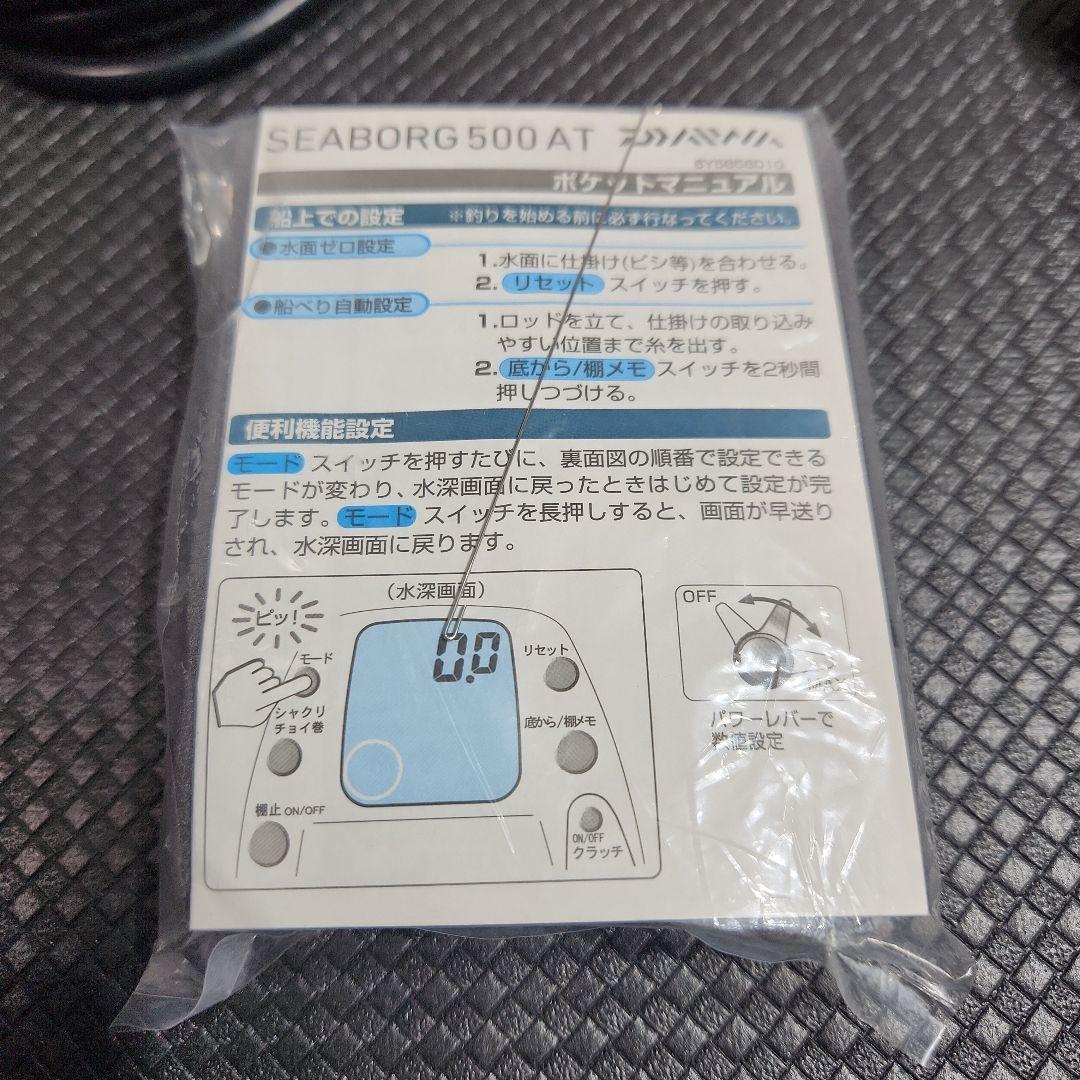 SEABORG 500 AT DAIWA
ポケットマニュアル
船上での設定 ※釣りを始める前に必ず行なってください。
●水面ゼロ設定
1.水面に仕掛け(ビシ等)を合わせる。
2. リセット スイッチを押す。
●船べり自動設定
1.ロッドを立て、仕掛けの取り込み
やすい位置まで糸を出す。
2. 底から/棚メモ スイッチを2秒間
押しつづける。
便利機能設定
モード スイッチを押すたびに、裏面図の順番で設定できる
モードが変わり、水深画面に戻ったときはじめて設定が完
了します。モード スイッチを長押しすると、画面が早送り
され、水深画面に戻ります。
(水深画面)
ピッ!
モード
シャクリ
チョイ巻
棚止 ON/OFF
0.0
リセット
底から/棚メモ
ON/OFF
クラッチ
OFF
パワーレバーで
数値設定